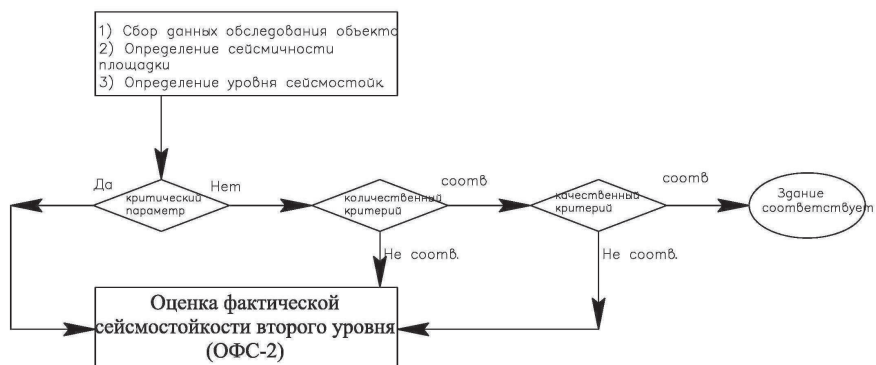 1) Сбор данных обследования объекта
2) Определение сейсмичности
площадки
3) Определение уровня сейсмостойк.
Да
критический
параметр
Нет
количественный
критерий
соотв
качественный
критерий
соотв
Здание
соответствует
Не соотв.
Не соотв.
Оценка фактической
сейсмостойкости второго уровня
(ОФС-2)